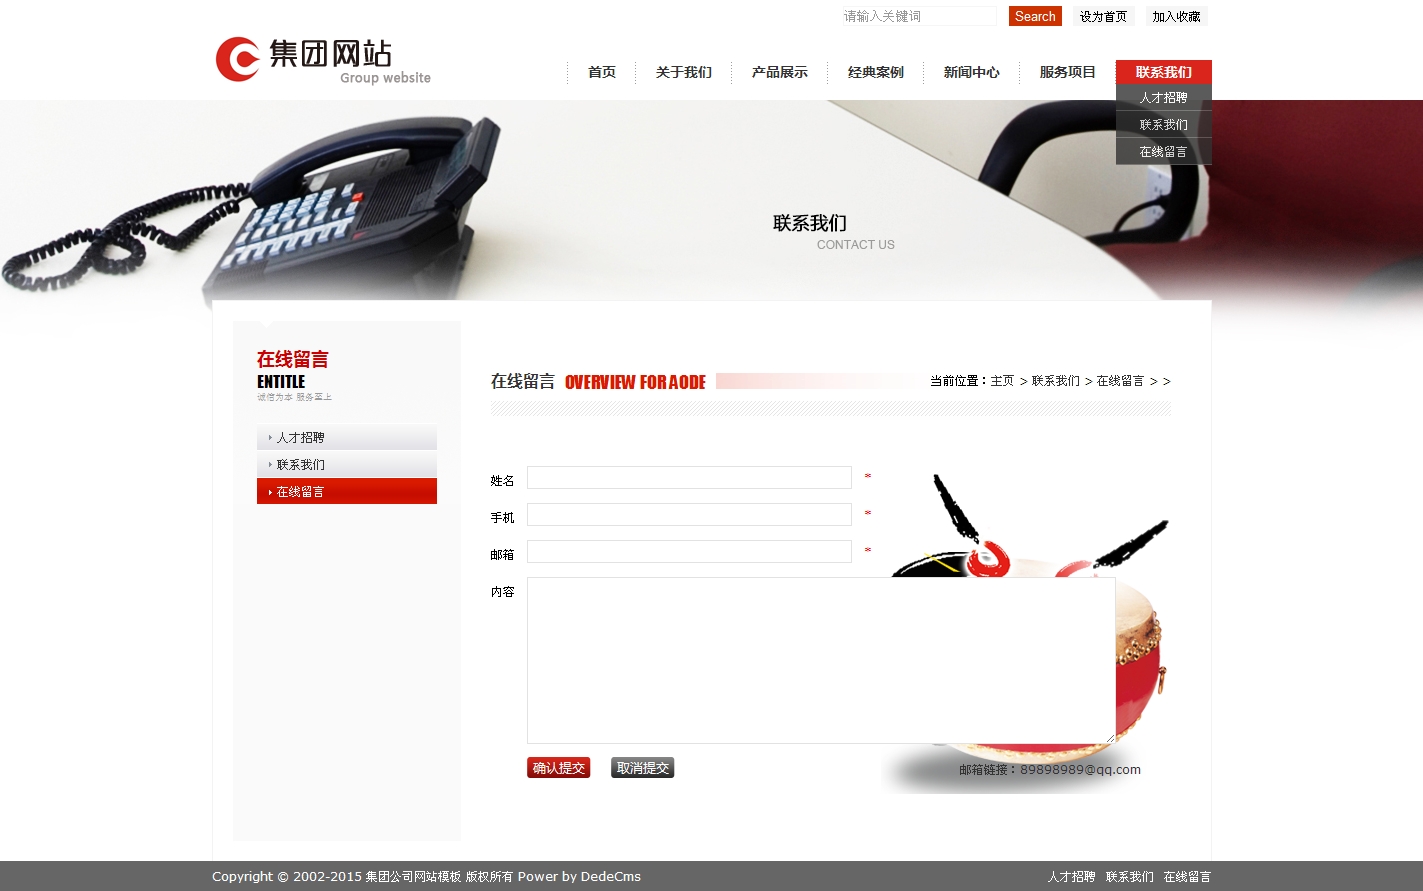 请输入关键词 Search 设为首页 加入收藏
集团网站
Group website
首页 关于我们 产品展示 经典案例 新闻中心 服务项目 联系我们
人才招聘
联系我们
在线留言
联系我们
CONTACT US
在线留言
ENTITLE
诚信为本 服务至上
人才招聘
联系我们
在线留言
在线留言 OVERVIEW FOR AODE 当前位置：主页 > 联系我们 > 在线留言 > >
姓名 *
手机 *
邮箱 *
内容
确认提交 取消提交
邮箱链接：89898989@qq.com
Copyright © 2002-2015 集团公司网站模板 版权所有 Power by DedeCms 人才招聘 联系我们 在线留言